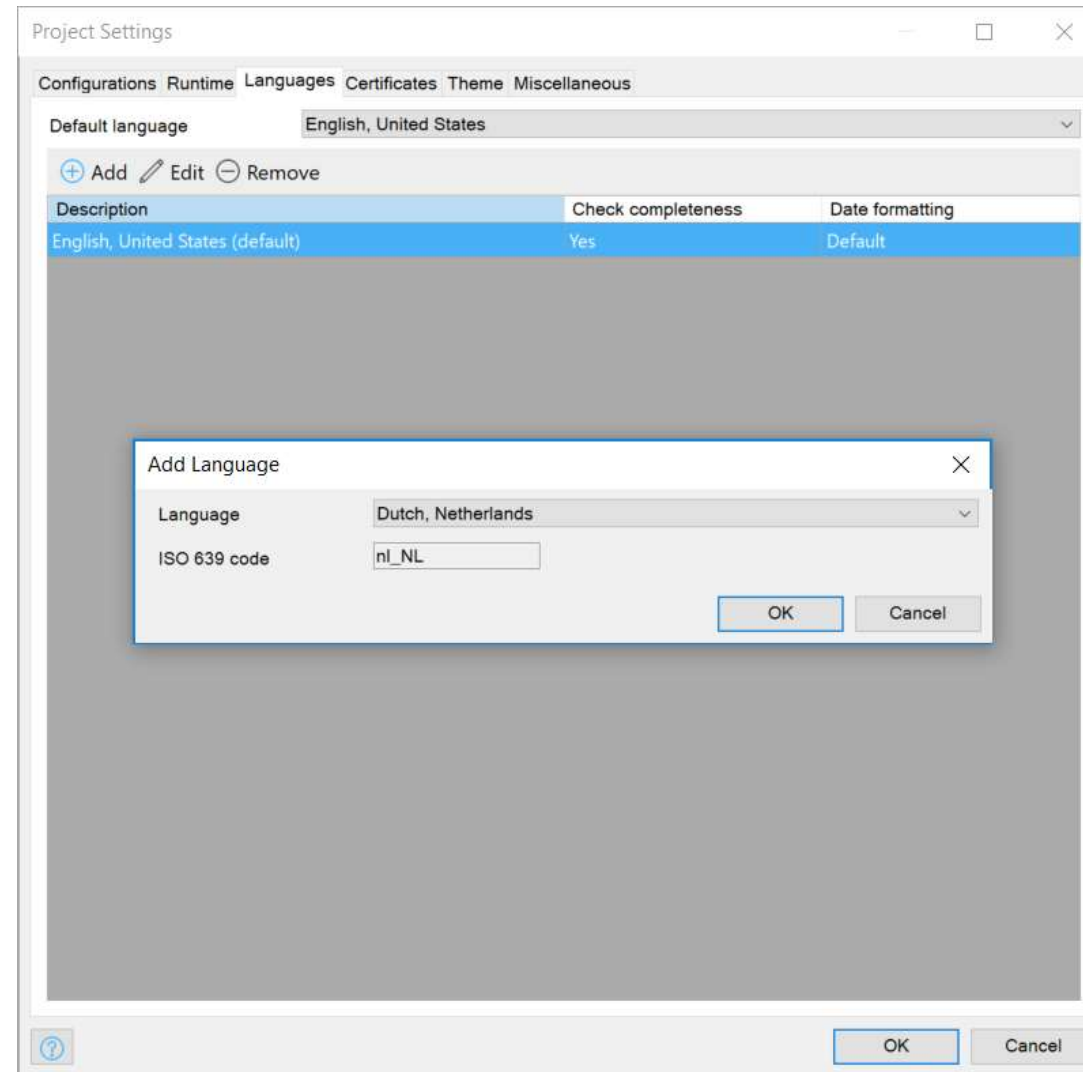 Project Settings
Configurations Runtime Languages Certificates Theme Miscellaneous
Default language English, United States
Add Edit Remove
Description Check completeness Date formatting
English, United States (default) Yes Default
Add Language
Language Dutch, Netherlands
ISO 639 code nl_NL
OK Cancel
OK Cancel